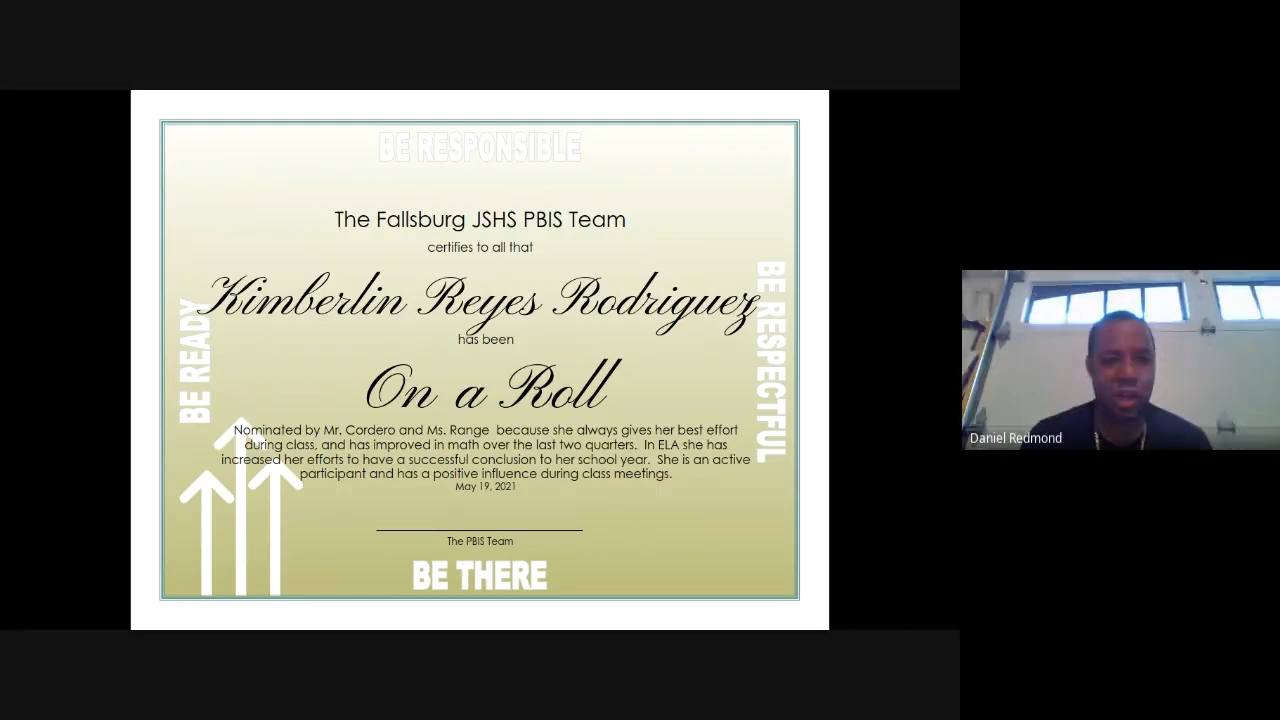 BE RESPONSIBLE
The Fallsburg JSHS PBIS Team
certifies to all that
Kimberlin Reyes Rodriguez
has been
On a Roll
Nominated by Mr. Cordero and Ms. Range because she always gives her best effort
during class, and has improved in math over the last two quarters. In ELA she has
increased her efforts to have a successful conclusion to her school year. She is an active
participant and has a positive influence during class meetings.
May 19, 2021
The PBIS Team
BE THERE
BE READY
BE RESPECTFUL
Daniel Redmond